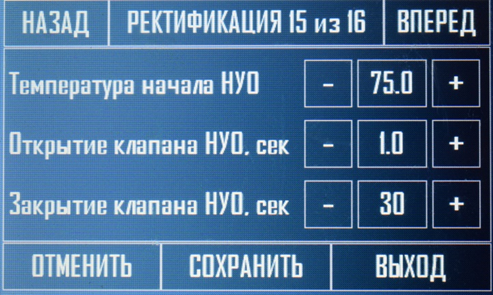 НАЗАД РЕКТИФИКАЦИЯ 15 из 16 ВПЕРЕД
Температура начала НУО - 75.0 +
Открытие клапана НУО, сек - 1.0 +
Закрытие клапана НУО, сек - 30 +
ОТМЕНИТЬ СОХРАНИТЬ ВЫХОД